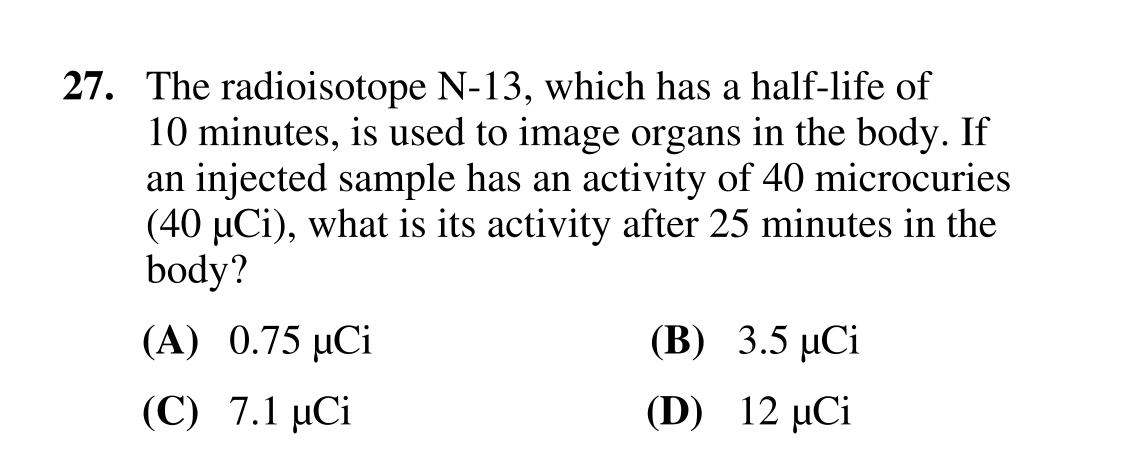 27. The radioisotope N-13, which has a half-life of
10 minutes, is used to image organs in the body. If
an injected sample has an activity of 40 microcuries
(40 μCi), what is its activity after 25 minutes in the
body?
(A) 0.75 μCi (B) 3.5 μCi
(C) 7.1 μCi (D) 12 μCi